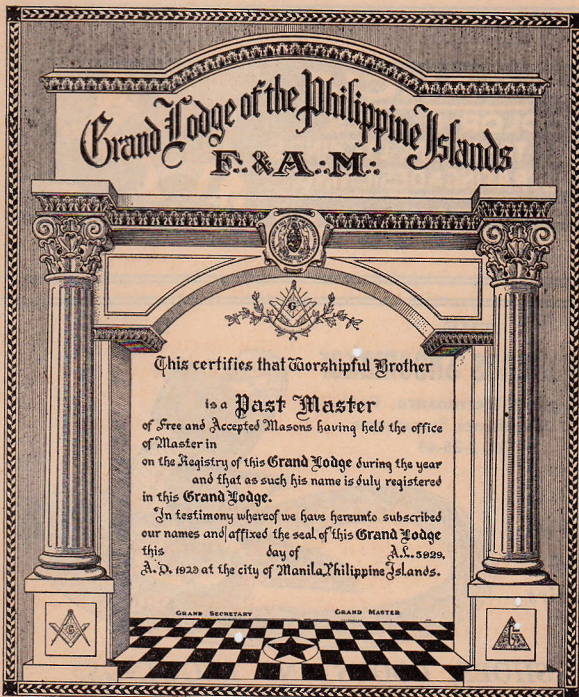 Grand Lodge of the Philippine Islands
F∴ & A∴M∴
G
This certifies that Worshipful Brother
is a Past Master
of Free and Accepted Masons having held the office
of Master in
on the Registry of this Grand Lodge during the year
and that as such his name is duly registered
in this Grand Lodge.
In testimony whereof we have hereunto subscribed
our names and affixed the seal of this Grand Lodge
this day of A.L. 5929,
A.D. 1929 at the city of Manila, Philippine Islands.
GRAND SECRETARY GRAND MASTER
G